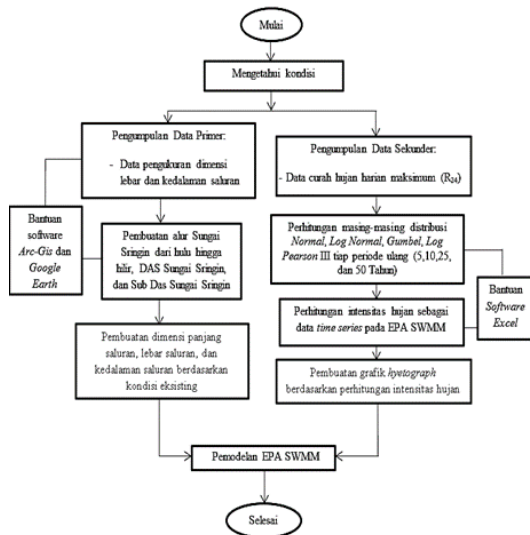 Mulai
Mengetahui kondisi
Pengumpulan Data Primer:
- Data pengukuran dimensi
lebar dan kedalaman saluran
Bantuan
software
Arc-Gis dan
Google
Earth
Pembuatan alur Sungai
Sringin dari hulu hingga
hilir, DAS Sungai Sringin,
dan Sub Das Sungai Sringin
Pembuatan dimensi panjang
saluran, lebar saluran, dan
kedalaman saluran berdasarkan
kondisi eksisting
Pengumpulan Data Sekunder:
- Data curah hujan harian maksimum (R24)
Perhitungan masing-masing distribusi
Normal, Log Normal, Gumbel, Log
Pearson III tiap periode ulang (5,10,25,
dan 50 Tahun)
Bantuan
Software
Excel
Perhitungan intensitas hujan sebagai
data time series pada EPA SWMM
Pembuatan grafik hyetograph
berdasarkan perhitungan intensitas hujan
Pemodelan EPA SWMM
Selesai